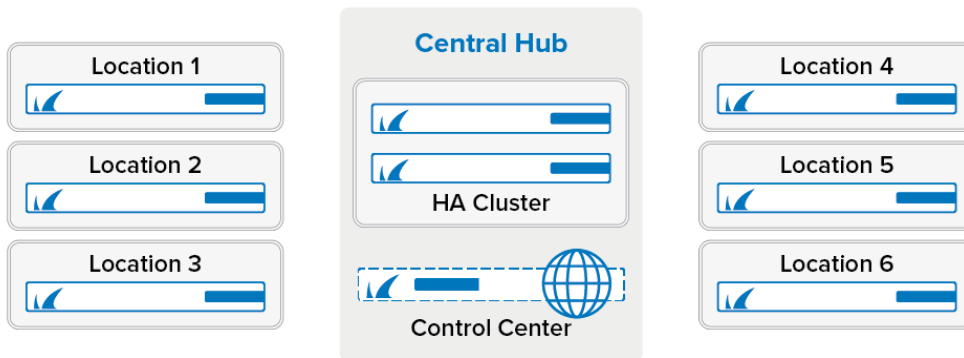 Central Hub
Location 1
Location 2
Location 3
HA Cluster
Control Center
Location 4
Location 5
Location 6